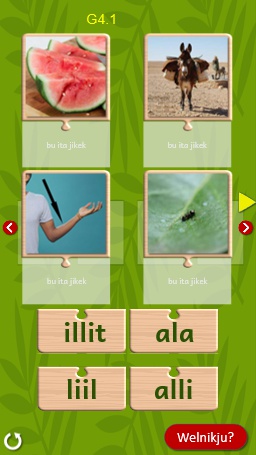 G4.1
bu ita jikek
bu ita jikek
bu ita jikek
bu ita jikek
illit
ala
liil
alli
Welnikju?